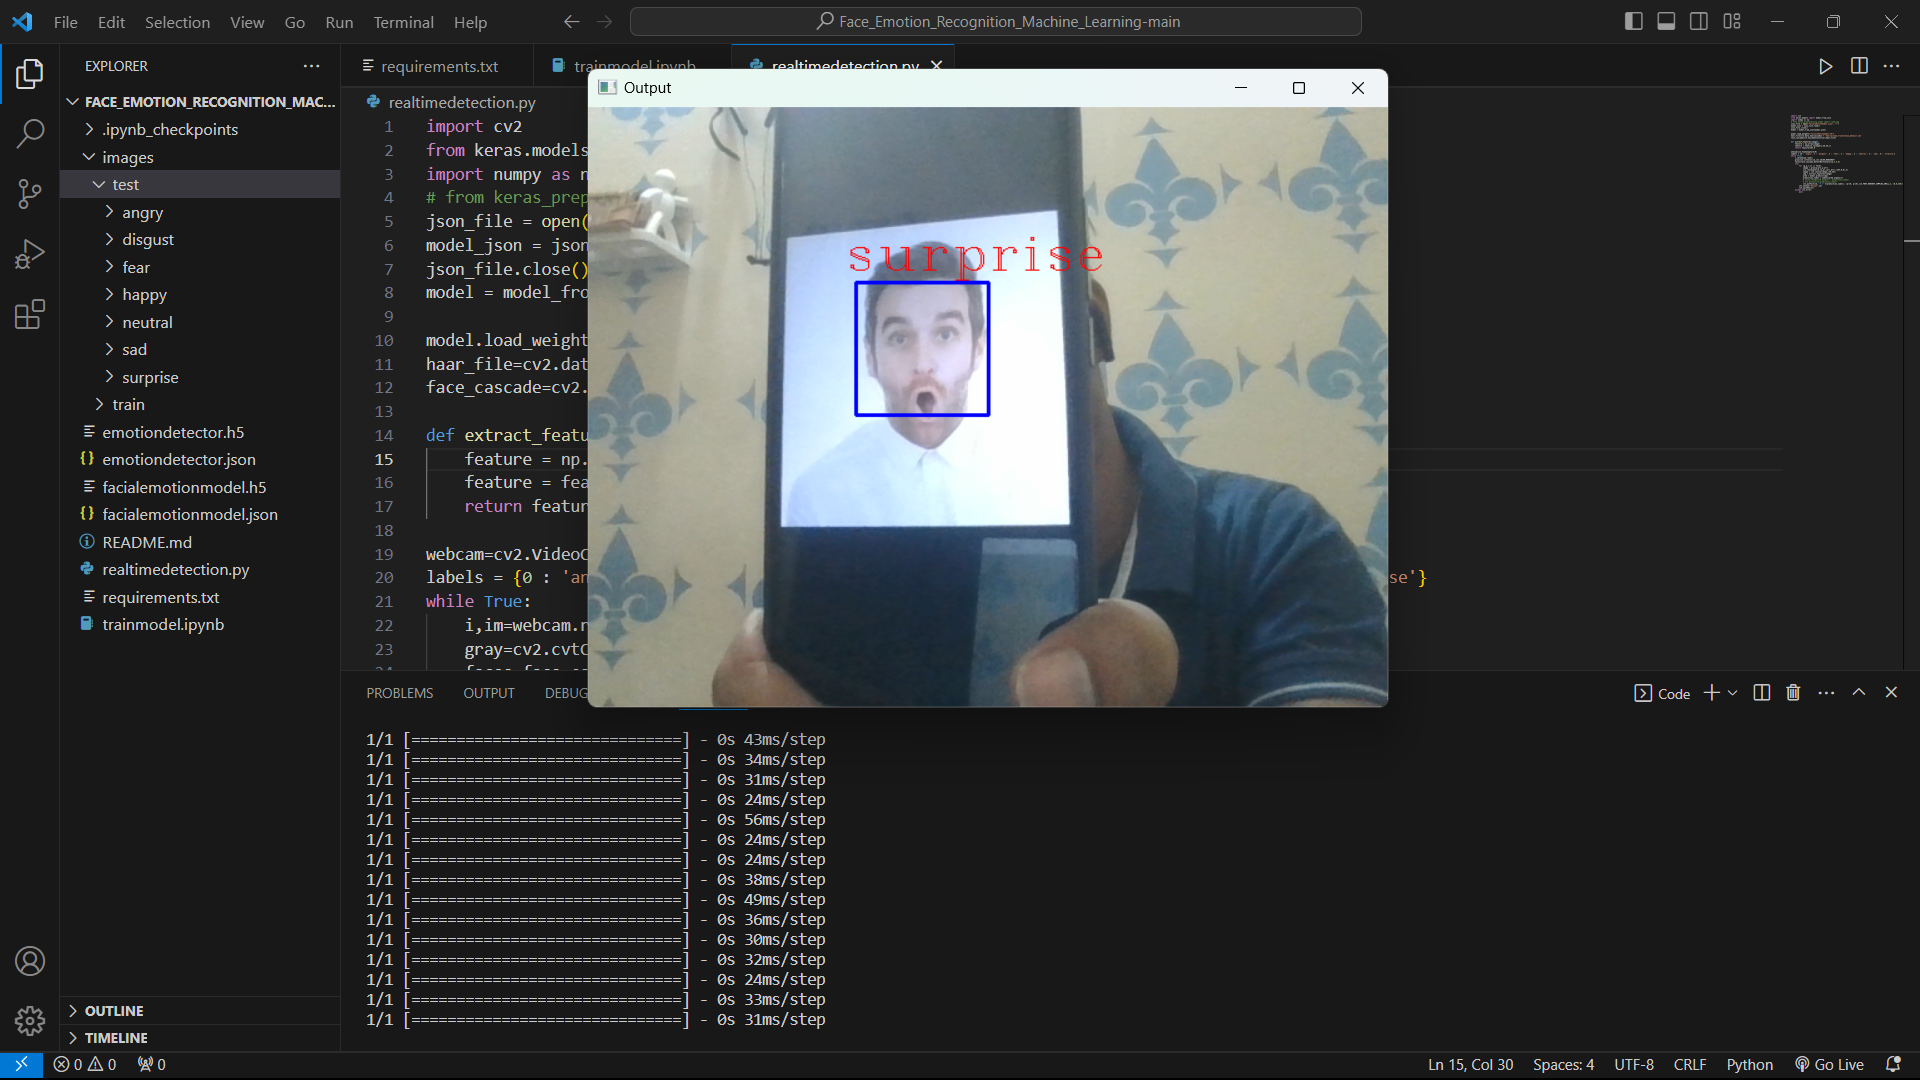 File Edit Selection View Go Run Terminal Help
Face_Emotion_Recognition_Machine_Learning-main
EXPLORER
FACE_EMOTION_RECOGNITION_MAC...
.ipynb_checkpoints
images
test
angry
disgust
fear
happy
neutral
sad
surprise
train
emotiondetector.h5
emotiondetector.json
facialemotionmodel.h5
facialemotionmodel.json
README.md
realtimedetection.py
requirements.txt
trainmodel.ipynb
OUTLINE
TIMELINE
requirements.txt trainmodel.ipynb realtimedetection.py
realtimedetection.py
1 import cv2
2 from keras.models
3 import numpy as n
4 # from keras_prep
5 json_file = open(
6 model_json = json
7 json_file.close()
8 model = model_fro
9
10 model.load_weight
11 haar_file=cv2.dat
12 face_cascade=cv2.
13
14 def extract_featu
15 feature = np.
16 feature = fea
17 return featur
18
19 webcam=cv2.VideoC
20 labels = {0 : 'an se'}
21 while True:
22 i,im=webcam.r
23 gray=cv2.cvtC
Output
surprise
PROBLEMS OUTPUT DEBUG
Code
1/1 [==============================] - 0s 43ms/step
1/1 [==============================] - 0s 34ms/step
1/1 [==============================] - 0s 31ms/step
1/1 [==============================] - 0s 24ms/step
1/1 [==============================] - 0s 56ms/step
1/1 [==============================] - 0s 24ms/step
1/1 [==============================] - 0s 24ms/step
1/1 [==============================] - 0s 38ms/step
1/1 [==============================] - 0s 49ms/step
1/1 [==============================] - 0s 36ms/step
1/1 [==============================] - 0s 30ms/step
1/1 [==============================] - 0s 32ms/step
1/1 [==============================] - 0s 24ms/step
1/1 [==============================] - 0s 33ms/step
1/1 [==============================] - 0s 31ms/step
0 0 0
Ln 15, Col 30 Spaces: 4 UTF-8 CRLF Python Go Live